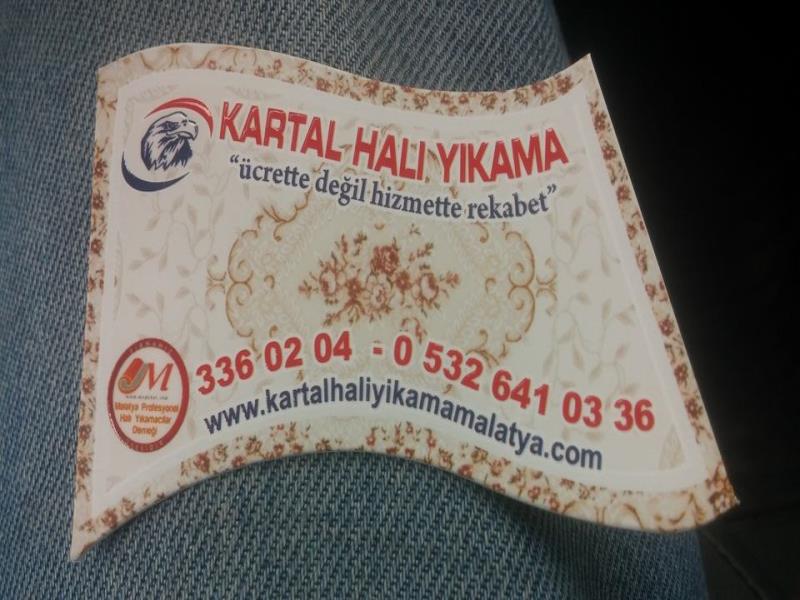 KARTAL HALI YIKAMA
“ücrette değil hizmette rekabet”
336 02 04 - 0 532 641 03 36
www.kartalhaliyikamamalatya.com
M
Malatya Profesyonel
Halı Yıkamacılar
Derneği